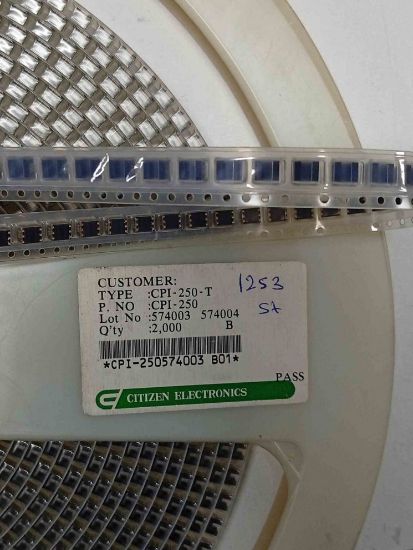 CUSTOMER:
TYPE :CPI-250-T
P. NO :CPI-250
Lot No :574003 574004
Q'ty :2,000 B
1253
St
*CPI-250574003 B01*
PASS
CITIZEN ELECTRONICS